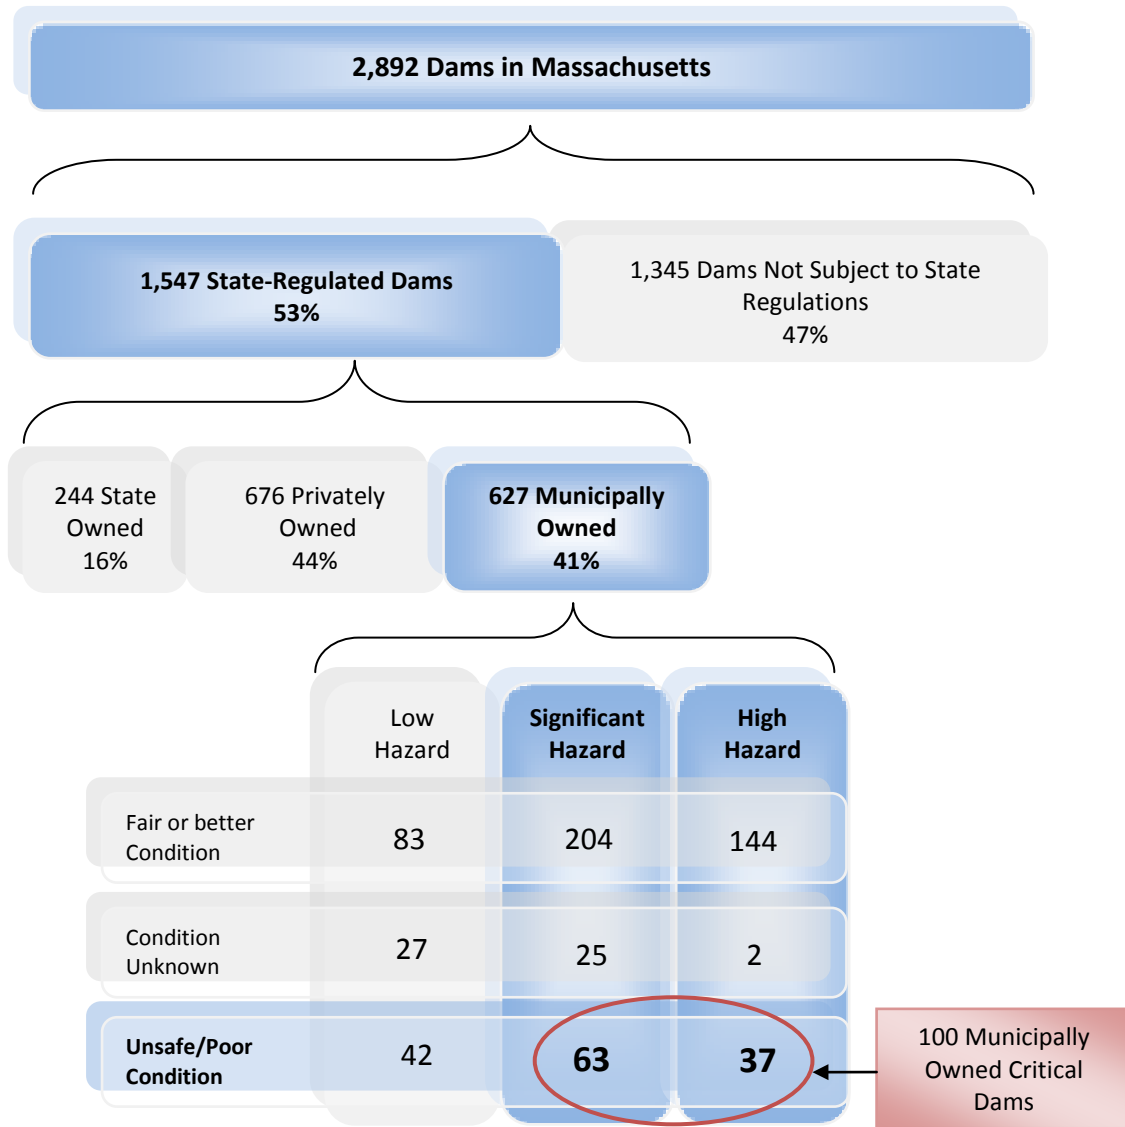 2,892 Dams in Massachusetts
1,547 State-Regulated Dams
53%
1,345 Dams Not Subject to State
Regulations
47%
244 State
Owned
16%
676 Privately
Owned
44%
627 Municipally
Owned
41%
Low
Hazard
Significant
Hazard
High
Hazard
Fair or better
Condition
83
204
144
Condition
Unknown
27
25
2
Unsafe/Poor
Condition
42
63
37
100 Municipally
Owned Critical
Dams